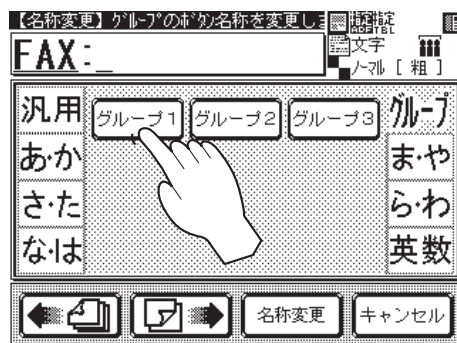 【名称変更】グループのボタン名称を変更しま
FAX:_
文字
ノーマル [ 粗 ]
汎用
グループ1
グループ2
グループ3
グループ
あ・か
ま・や
さ・た
ら・わ
な・は
英数
名称変更
キャンセル